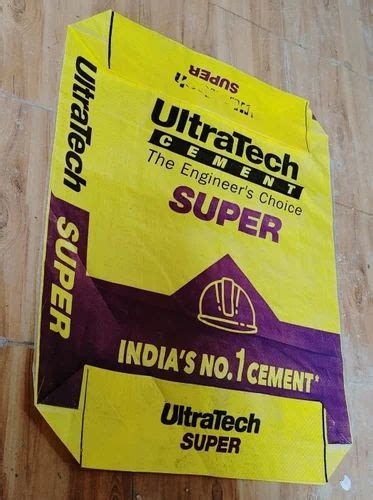 SUPER
UltraTech
CEMENT
The Engineer's Choice
SUPER
UltraTech SUPER
INDIA'S NO.1 CEMENT*
UltraTech
SUPER